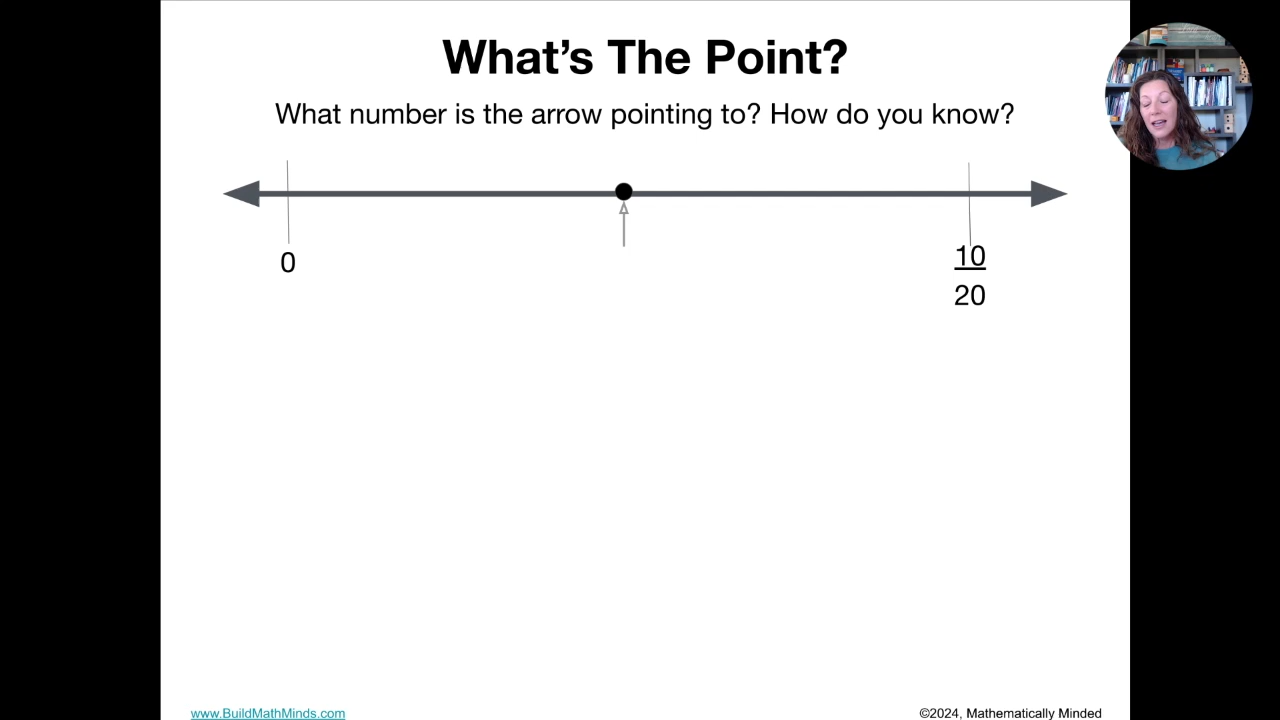 What's The Point?
What number is the arrow pointing to? How do you know?
0
10
20
www.BuildMathMinds.com
©2024, Mathematically Minded